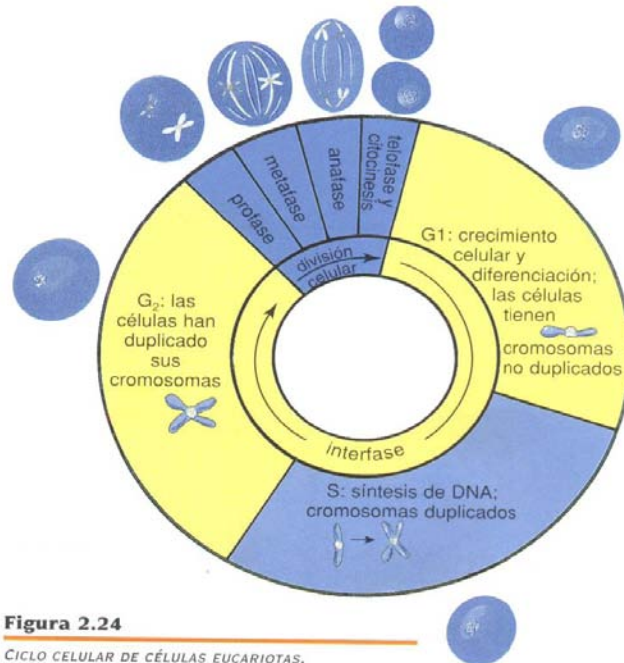 profase
metafase
anafase
telofase y
citocinesis
división
celular
G1: crecimiento
celular y
diferenciación;
las células
tienen
cromosomas
no duplicados
G₂: las
células han
duplicado
sus
cromosomas
interfase
S: síntesis de DNA;
cromosomas duplicados
Figura 2.24
CICLO CELULAR DE CÉLULAS EUCARIOTAS.